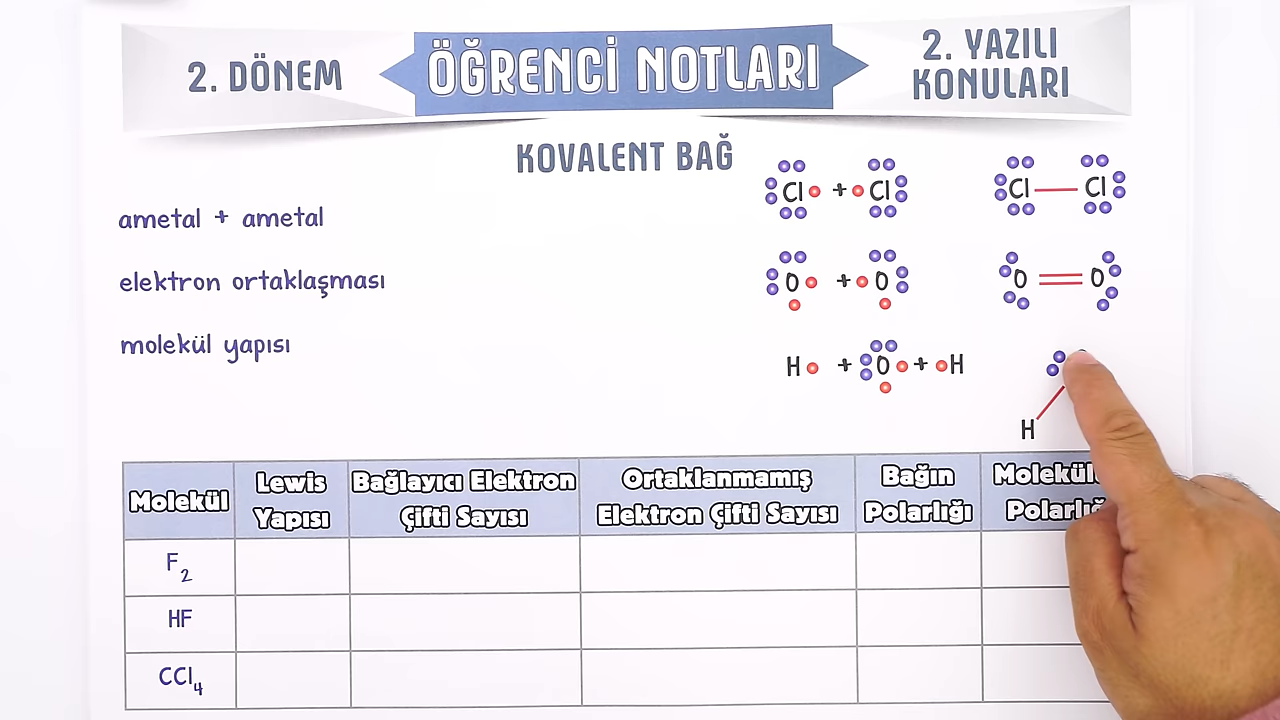 2. DÖNEM
ÖĞRENCİ NOTLARI
2. YAZILI
KONULARI
KOVALENT BAĞ
ametal + ametal
elektron ortaklaşması
molekül yapısı
Cl + Cl
Cl Cl
O + O
O O
H + O + H
H
Molekül
Lewis
Yapısı
Bağlayıcı Elektron
Çifti Sayısı
Ortaklanmamış
Elektron Çifti Sayısı
Bağın
Polarlığı
F2
HF
CCl4